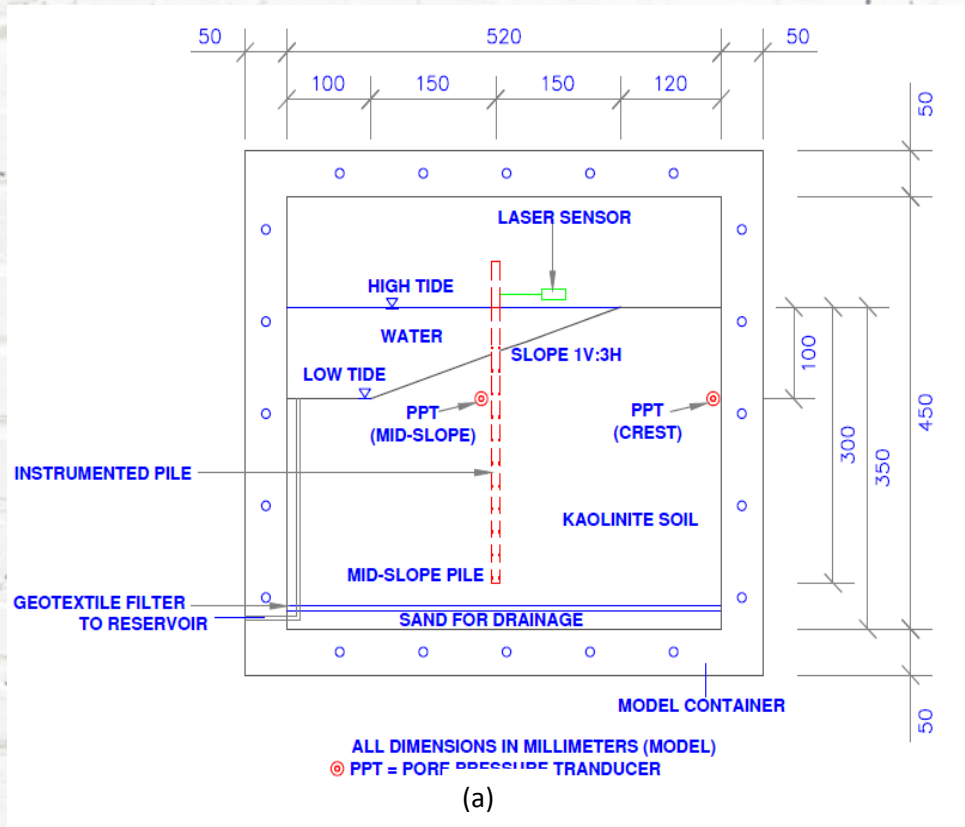 50
520
50
100
150
150
120
50
LASER SENSOR
HIGH TIDE
WATER
SLOPE 1V:3H
LOW TIDE
100
PPT
(MID-SLOPE)
PPT
(CREST)
450
300
350
INSTRUMENTED PILE
KAOLINITE SOIL
MID-SLOPE PILE
GEOTEXTILE FILTER
TO RESERVOIR
SAND FOR DRAINAGE
MODEL CONTAINER
50
ALL DIMENSIONS IN MILLIMETERS (MODEL)
PPT = PORE PRESSURE TRANDUCER
(a)